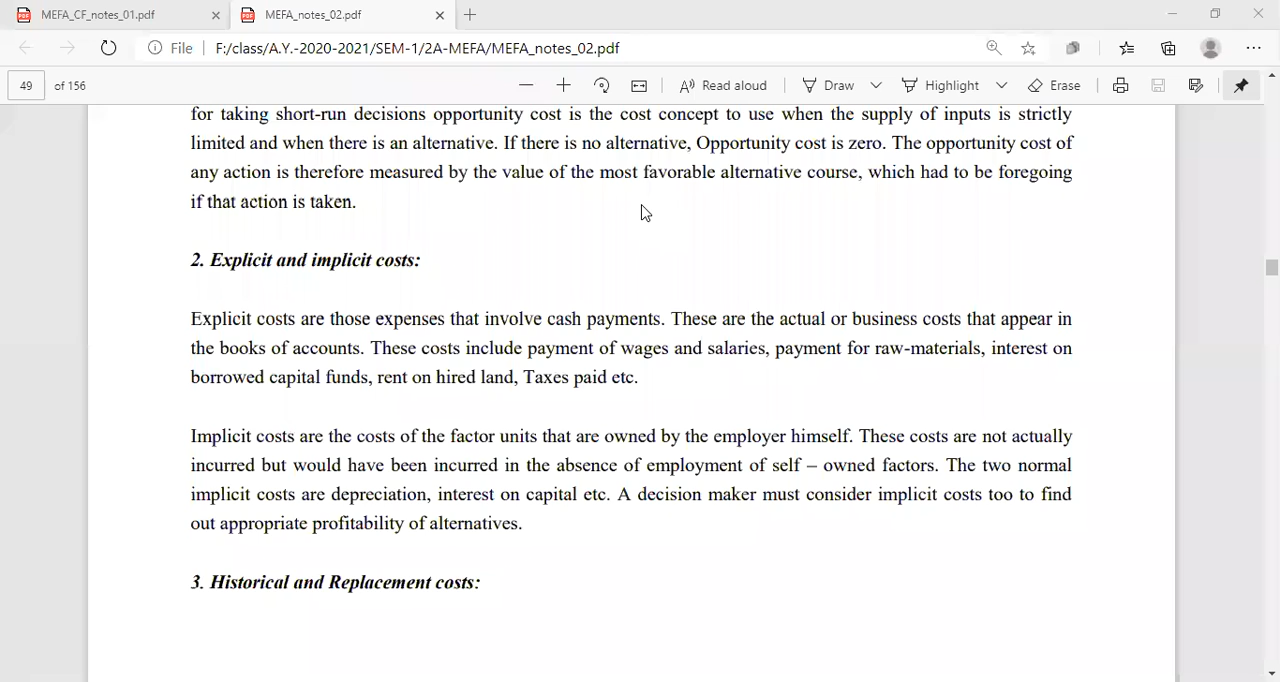 MEFA_CF_notes_01.pdf
MEFA_notes_02.pdf
File F:/class/A.Y.-2020-2021/SEM-1/2A-MEFA/MEFA_notes_02.pdf
49 of 156 Read aloud Draw Highlight Erase
for taking short-run decisions opportunity cost is the cost concept to use when the supply of inputs is strictly
limited and when there is an alternative. If there is no alternative, Opportunity cost is zero. The opportunity cost of
any action is therefore measured by the value of the most favorable alternative course, which had to be foregoing
if that action is taken.
2. Explicit and implicit costs:
Explicit costs are those expenses that involve cash payments. These are the actual or business costs that appear in
the books of accounts. These costs include payment of wages and salaries, payment for raw-materials, interest on
borrowed capital funds, rent on hired land, Taxes paid etc.
Implicit costs are the costs of the factor units that are owned by the employer himself. These costs are not actually
incurred but would have been incurred in the absence of employment of self – owned factors. The two normal
implicit costs are depreciation, interest on capital etc. A decision maker must consider implicit costs too to find
out appropriate profitability of alternatives.
3. Historical and Replacement costs: